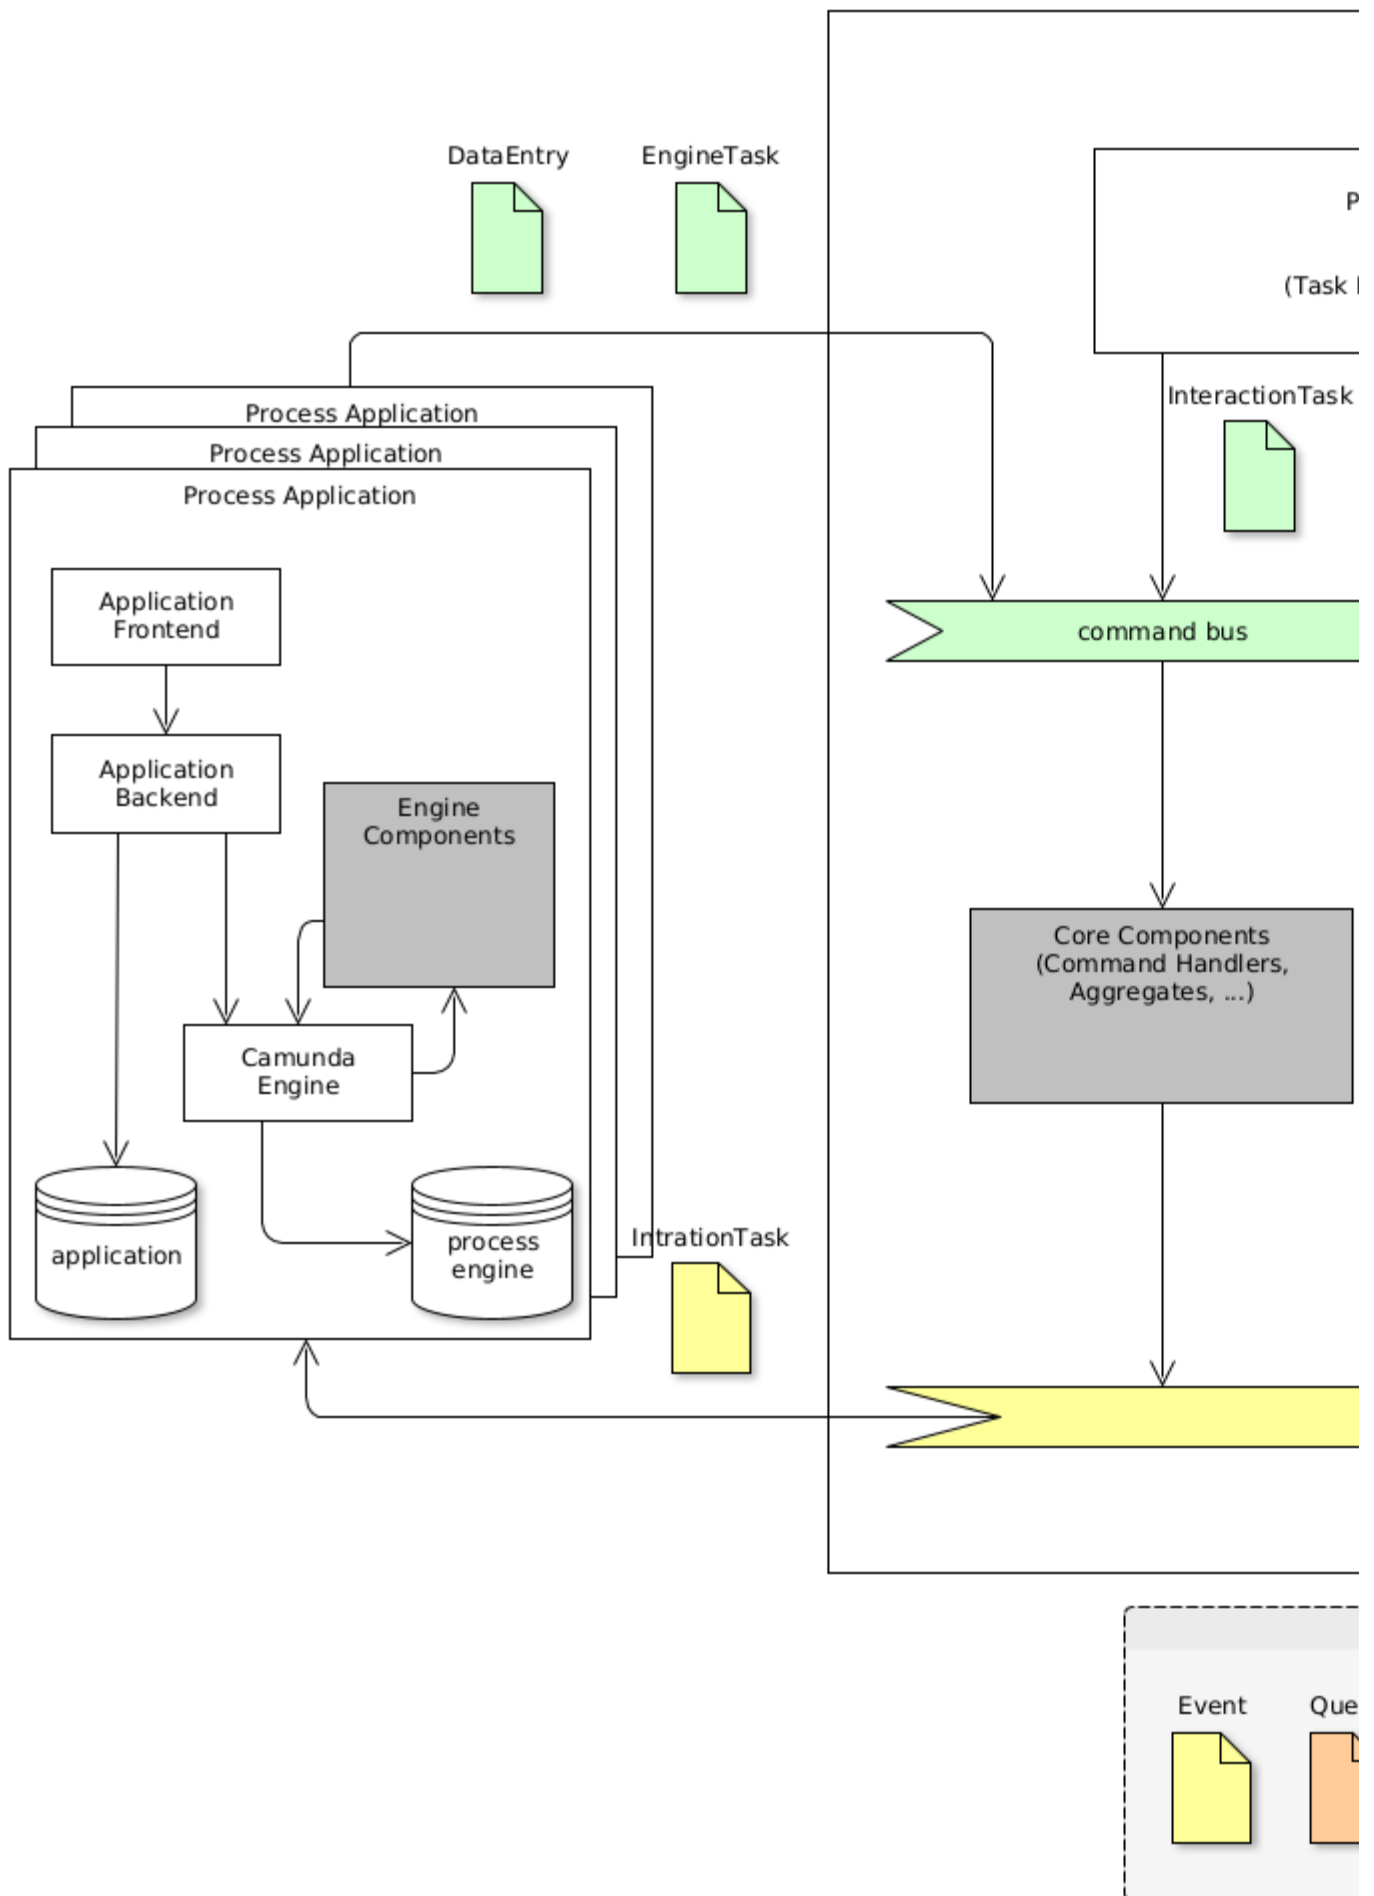 DataEntry
EngineTask
P
(Task
InteractionTask
Process Application
Process Application
Process Application
Application
Frontend
command bus
Application
Backend
Engine
Components
Core Components
(Command Handlers,
Aggregates, ...)
Camunda
Engine
application
process
engine
IntrationTask
Event
Que